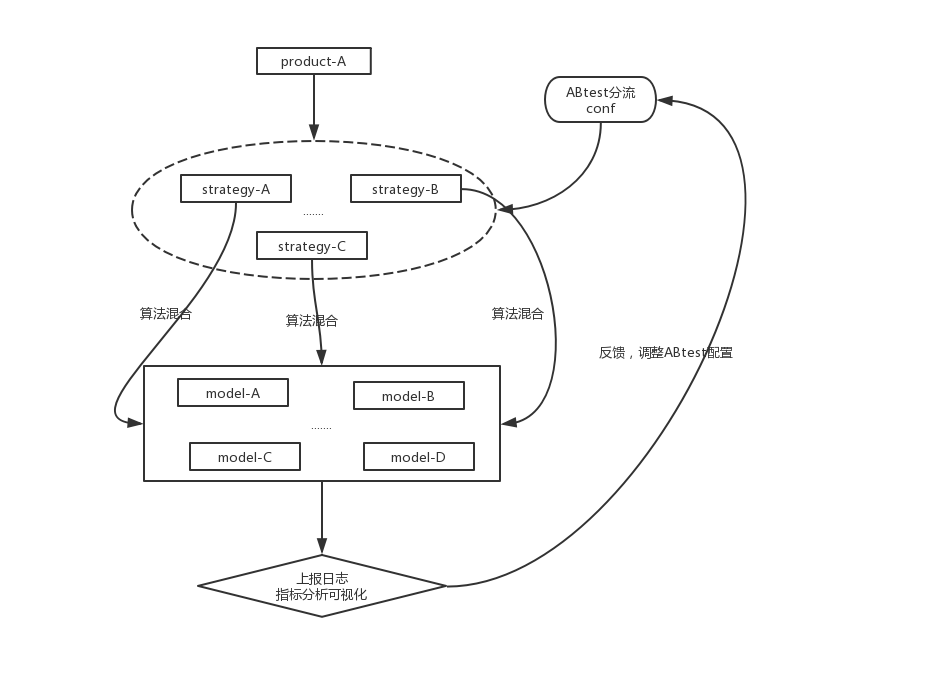 product-A
ABtest分流
conf
strategy-A
strategy-B
.......
strategy-C
算法混合
算法混合
算法混合
反馈，调整ABtest配置
model-A
model-B
.......
model-C
model-D
上报日志
指标分析可视化